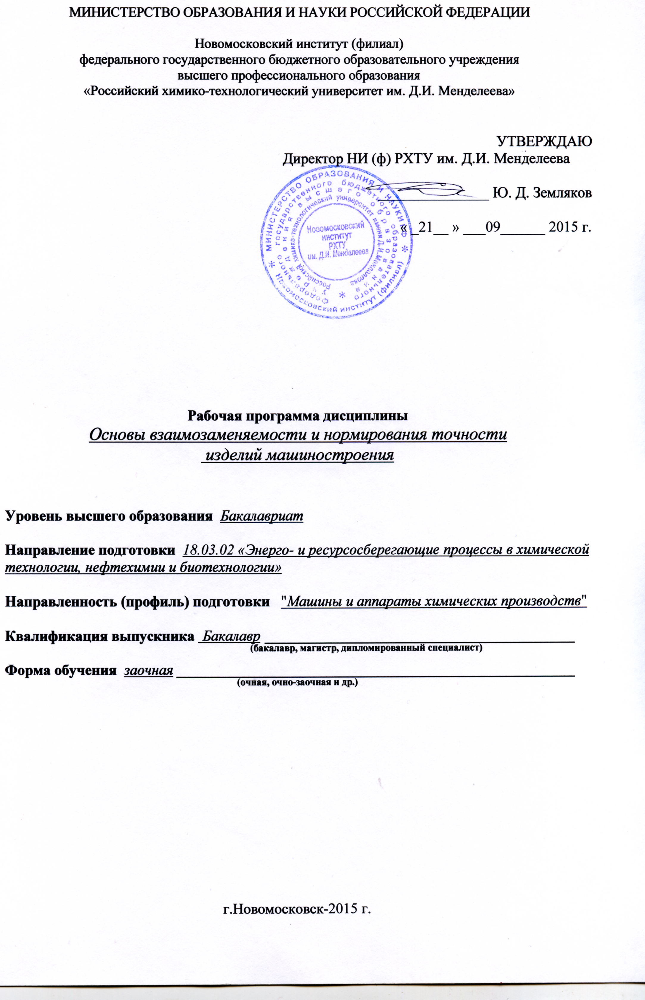 МИНИСТЕРСТВО ОБРАЗОВАНИЯ И НАУКИ РОССИЙСКОЙ ФЕДЕРАЦИИ
Новомосковский институт (филиал)
федерального государственного бюджетного образовательного учреждения
высшего профессионального образования
«Российский химико-технологический университет им. Д.И. Менделеева»
УТВЕРЖДАЮ
Директор НИ (ф) РХТУ им. Д.И. Менделеева
_______________ Ю. Д. Земляков
« _21__ » ___09______ 2015 г.
МИНИСТЕРСТВО ОБРАЗОВАНИЯ И НАУКИ РФ * Новомосковский институт (филиал) *
Федерального государственного бюджетного образовательного
учреждения высшего образования *
Российский химико-технологический университет имени Д.И. Менделеева
Новомосковский
институт
РХТУ
им. Д.И. Менделеева
Рабочая программа дисциплины
Основы взаимозаменяемости и нормирования точности
изделий машиностроения
Уровень высшего образования Бакалавриат
Направление подготовки 18.03.02 «Энерго- и ресурсосберегающие процессы в химической
технологии, нефтехимии и биотехнологии»
Направленность (профиль) подготовки "Машины и аппараты химических производств"
Квалификация выпускника Бакалавр
(бакалавр, магистр, дипломированный специалист)
Форма обучения заочная
(очная, очно-заочная и др.)
г.Новомосковск-2015 г.